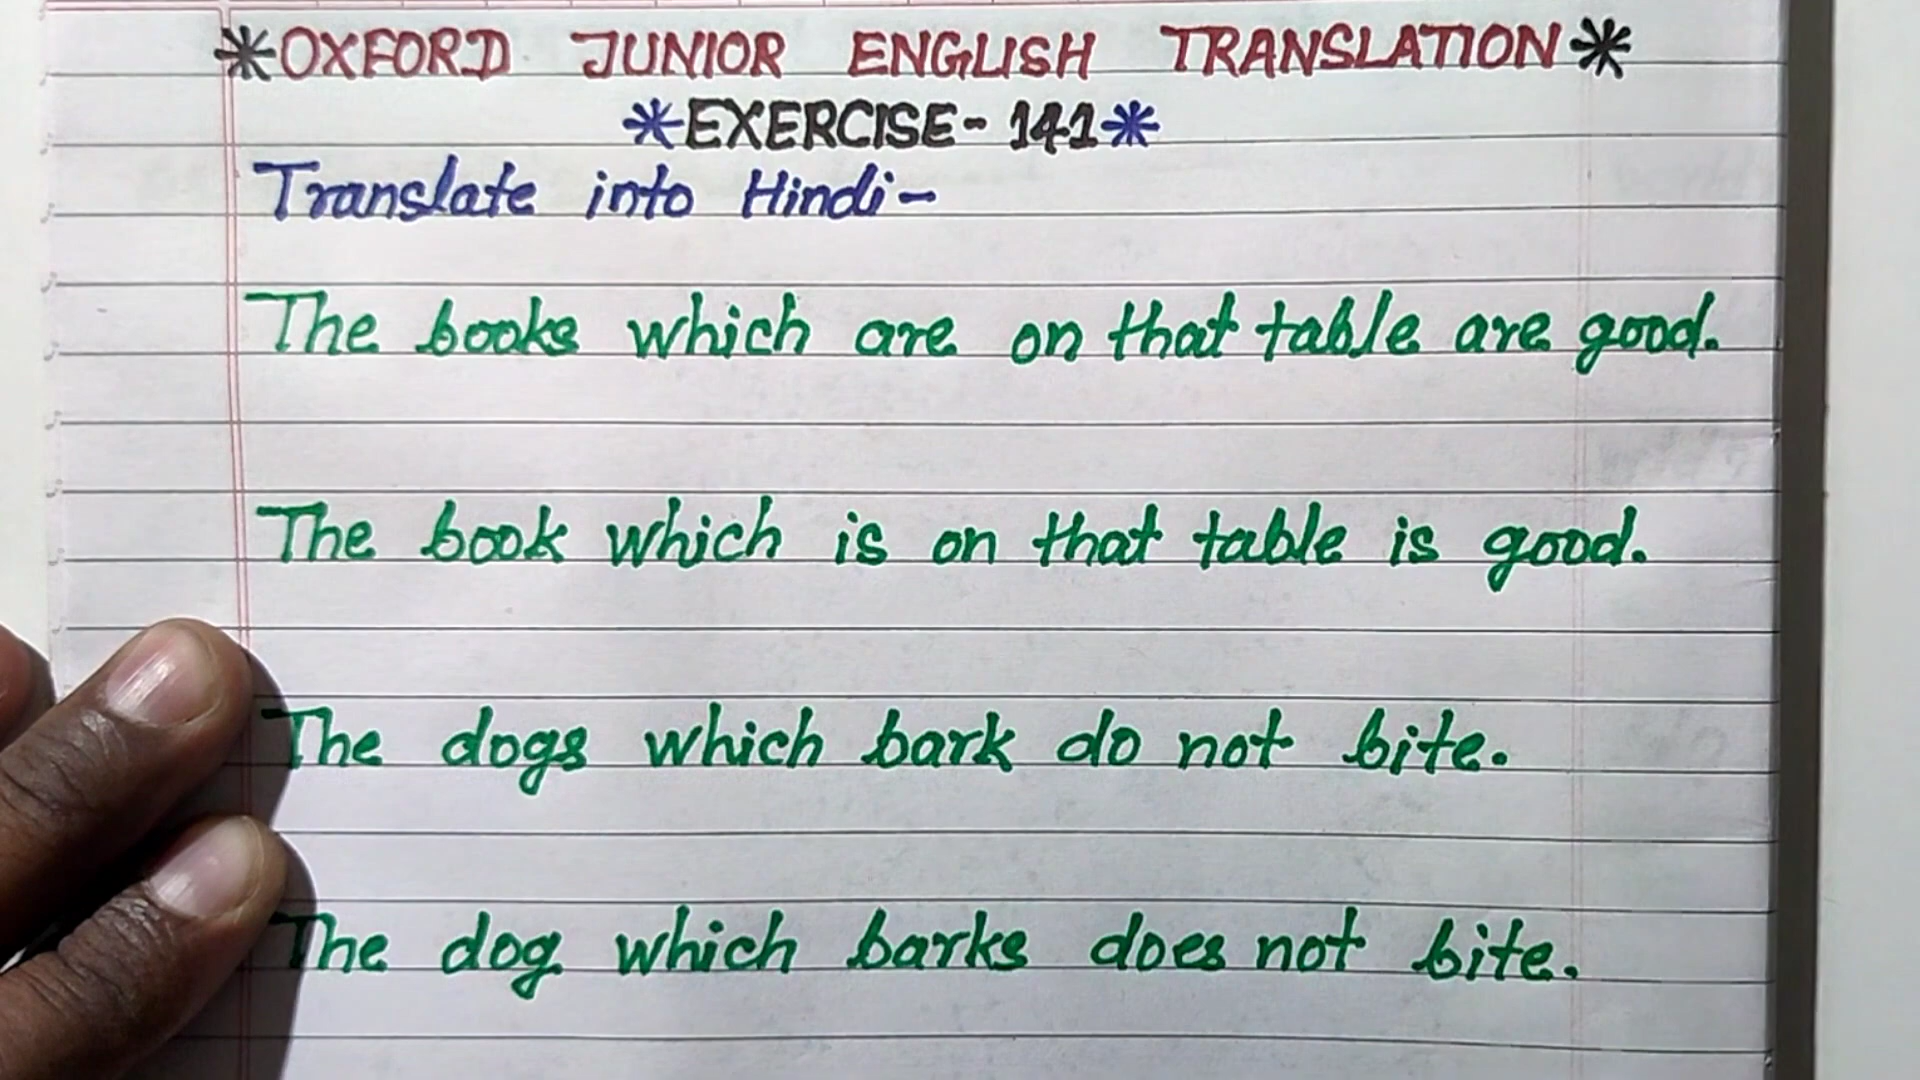 *OXFORD JUNIOR ENGLISH TRANSLATION*
*EXERCISE-141*
Translate into Hindi-
The books which are on that table are good.
The book which is on that table is good.
The dogs which bark do not bite.
The dog which barks does not bite.